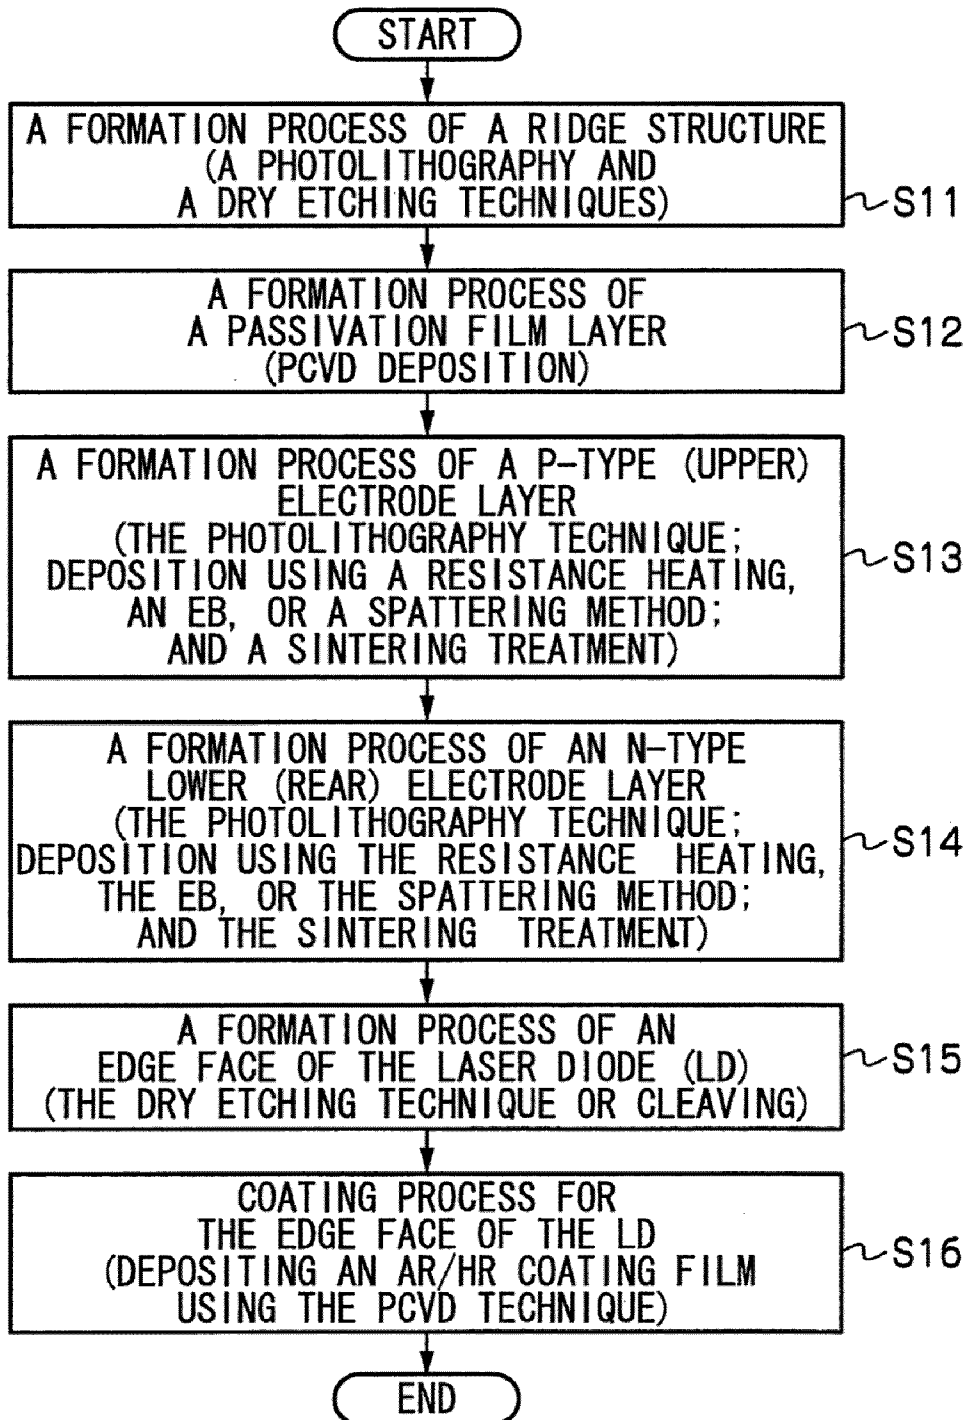 START
A FORMATION PROCESS OF A RIDGE STRUCTURE
(A PHOTOLITHOGRAPHY AND
A DRY ETCHING TECHNIQUES)
S11
A FORMATION PROCESS OF
A PASSIVATION FILM LAYER
(PCVD DEPOSITION)
S12
A FORMATION PROCESS OF A P-TYPE (UPPER)
ELECTRODE LAYER
(THE PHOTOLITHOGRAPHY TECHNIQUE;
DEPOSITION USING A RESISTANCE HEATING,
AN EB, OR A SPATTERING METHOD;
AND A SINTERING TREATMENT)
S13
A FORMATION PROCESS OF AN N-TYPE
LOWER (REAR) ELECTRODE LAYER
(THE PHOTOLITHOGRAPHY TECHNIQUE;
DEPOSITION USING THE RESISTANCE HEATING,
THE EB, OR THE SPATTERING METHOD;
AND THE SINTERING TREATMENT)
S14
A FORMATION PROCESS OF AN
EDGE FACE OF THE LASER DIODE (LD)
(THE DRY ETCHING TECHNIQUE OR CLEAVING)
S15
COATING PROCESS FOR
THE EDGE FACE OF THE LD
(DEPOSITING AN AR/HR COATING FILM
USING THE PCVD TECHNIQUE)
S16
END